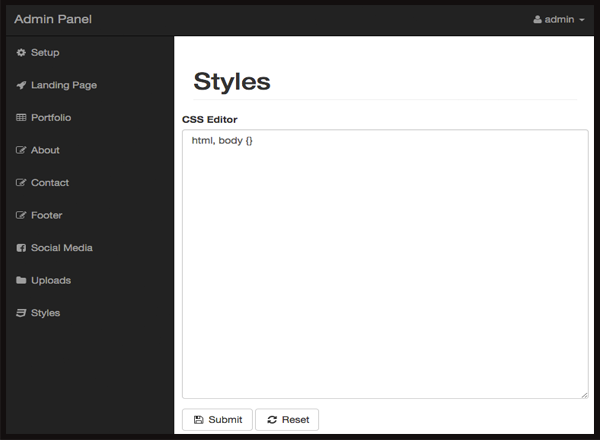 Admin Panel
admin
Setup
Landing Page
Portfolio
About
Contact
Footer
Social Media
Uploads
Styles
Styles
CSS Editor
html, body {}
Submit
Reset